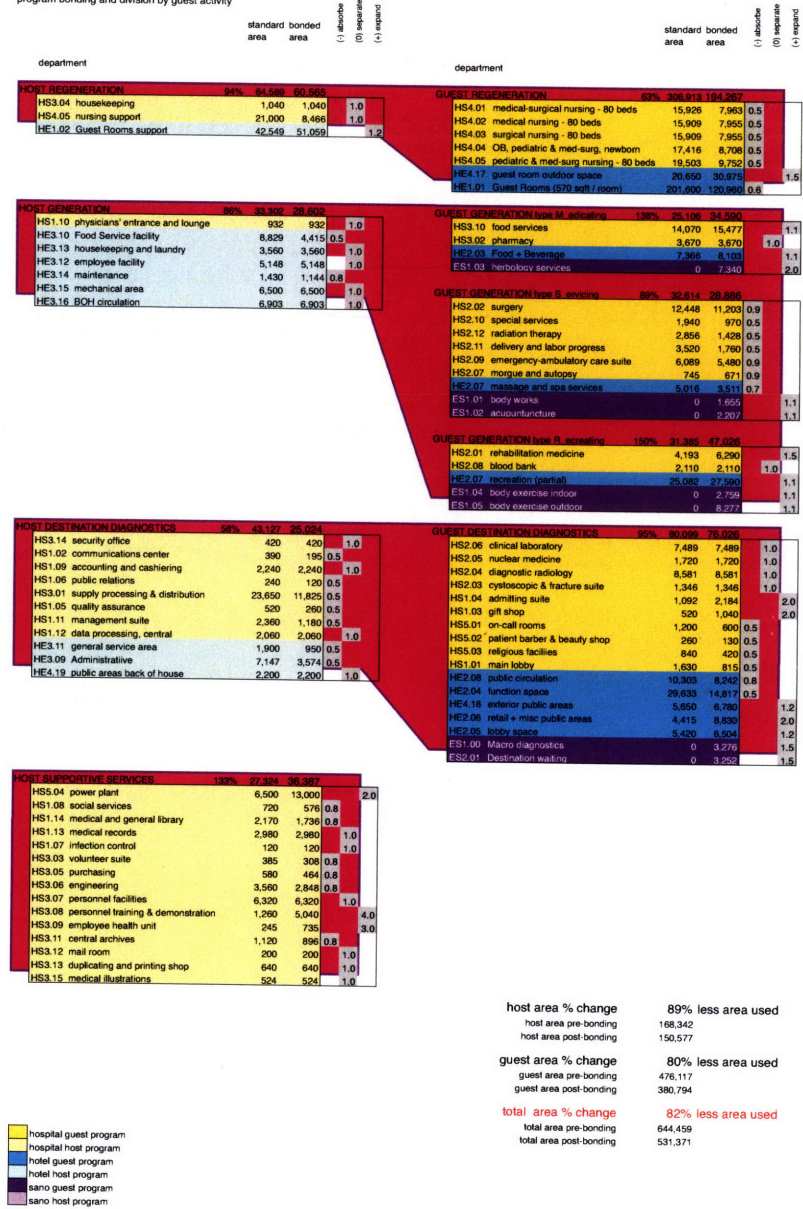 program bonding and division by guest activity
standard area bonded area (-) absorbe (0) separate (+) expand
department
HOST REGENERATION 94% 64,589 60,565
HS3.04 housekeeping 1,040 1,040 1.0
HS4.05 nursing support 21,000 8,466 1.0
HE1.02 Guest Rooms support 42,549 51,059 1.2
HOST GENERATION 86% 33,302 28,602
HS1.10 physicians' entrance and lounge 932 932 1.0
HE3.10 Food Service facility 8,829 4,415 0.5
HE3.13 housekeeping and laundry 3,560 3,560 1.0
HE3.12 employee facility 5,148 5,148 1.0
HE3.14 maintenance 1,430 1,144 0.8
HE3.15 mechanical area 6,500 6,500 1.0
HE3.16 BOH circulation 6,903 6,903 1.0
HOST DESTINATION DIAGNOSTICS 58% 43,127 25,024
HS3.14 security office 420 420 1.0
HS1.02 communications center 390 195 0.5
HS1.09 accounting and cashiering 2,240 2,240 1.0
HS1.06 public relations 240 120 0.5
HS3.01 supply processing & distribution 23,650 11,825 0.5
HS1.05 quality assurance 520 260 0.5
HS1.11 management suite 2,360 1,180 0.5
HS1.12 data processing, central 2,060 2,060 1.0
HE3.11 general service area 1,900 950 0.5
HE3.09 Administratiive 7,147 3,574 0.5
HE4.19 public areas back of house 2,200 2,200 1.0
HOST SUPPORTIVE SERVICES 133% 27,324 36,387
HS5.04 power plant 6,500 13,000 2.0
HS1.08 social services 720 576 0.8
HS1.14 medical and general library 2,170 1,736 0.8
HS1.13 medical records 2,980 2,980 1.0
HS1.07 infection control 120 120 1.0
HS3.03 volunteer suite 385 308 0.8
HS3.05 purchasing 580 464 0.8
HS3.06 engineering 3,560 2,848 0.8
HS3.07 personnel facilities 6,320 6,320 1.0
HS3.08 personnel training & demonstration 1,260 5,040 4.0
HS3.09 employee health unit 245 735 3.0
HS3.11 central archives 1,120 896 0.8
HS3.12 mail room 200 200 1.0
HS3.13 duplicating and printing shop 640 640 1.0
HS3.15 medical illustrations 524 524 1.0
standard area bonded area (-) absorbe (0) separate (+) expand
department
GUEST REGENERATION 63% 306,913 194,267
HS4.01 medical-surgical nursing - 80 beds 15,926 7,963 0.5
HS4.02 medical nursing - 80 beds 15,909 7,955 0.5
HS4.03 surgical nursing - 80 beds 15,909 7,955 0.5
HS4.04 OB, pediatric & med-surg, newborn 17,416 8,708 0.5
HS4.05 pediatric & med-surg nursing - 80 beds 19,503 9,752 0.5
HE4.17 guest room outdoor space 20,650 30,975 1.5
HE1.01 Guest Rooms (570 sqft / room) 201,600 120,960 0.6
GUEST GENERATION type M. edicating 138% 25,106 34,590
HS3.10 food services 14,070 15,477 1.1
HS3.02 pharmacy 3,670 3,670 1.0
HE2.03 Food + Beverage 7,366 8,103 1.1
ES1.03 herbology services 0 7,340 2.0
GUEST GENERATION type S. ervicing 89% 32,614 28,886
HS2.02 surgery 12,448 11,203 0.9
HS2.10 special services 1,940 970 0.5
HS2.12 radiation therapy 2,856 1,428 0.5
HS2.11 delivery and labor progress 3,520 1,760 0.5
HS2.09 emergency-ambulatory care suite 6,089 5,480 0.9
HS2.07 morgue and autopsy 745 671 0.9
HE2.07 massage and spa services 5,016 3,511 0.7
ES1.01 body works 0 1,655 1.1
ES1.02 acupuntuncture 0 2,207 1.1
GUEST GENERATION type R. ecreating 150% 31,385 47,026
HS2.01 rehabilitation medicine 4,193 6,290 1.5
HS2.08 blood bank 2,110 2,110 1.0
HE2.07 recreation (partial) 25,082 27,590 1.1
ES1.04 body exercise indoor 0 2,759 1.1
ES1.05 body exercise outdoor 0 8,277 1.1
GUEST DESTINATION DIAGNOSTICS 95% 80,099 76,026
HS2.06 clinical laboratory 7,489 7,489 1.0
HS2.05 nuclear medicine 1,720 1,720 1.0
HS2.04 diagnostic radiology 8,581 8,581 1.0
HS2.03 cystoscopic & fracture suite 1,346 1,346 1.0
HS1.04 admitting suite 1,092 2,184 2.0
HS1.03 gift shop 520 1,040 2.0
HS5.01 on-call rooms 1,200 600 0.5
HS5.02 patient barber & beauty shop 260 130 0.5
HS5.03 religious faciliies 840 420 0.5
HS1.01 main lobby 1,630 815 0.5
HE2.08 public circulation 10,303 8,242 0.8
HE2.04 function space 29,633 14,817 0.5
HE4.18 exterior public areas 5,650 6,780 1.2
HE2.06 retail + misc public areas 4,415 8,830 2.0
HE2.05 lobby space 5,420 6,504 1.2
ES1.00 Macro diagnostics 0 3,276 1.5
ES2.01 Destination waiting 0 3,252 1.5
host area % change 89% less area used
host area pre-bonding 168,342
host area post-bonding 150,577
guest area % change 80% less area used
guest area pre-bonding 476,117
guest area post-bonding 380,794
total area % change 82% less area used
total area pre-bonding 644,459
total area post-bonding 531,371
hospital guest program
hospital host program
hotel guest program
hotel host program
sano guest program
sano host program